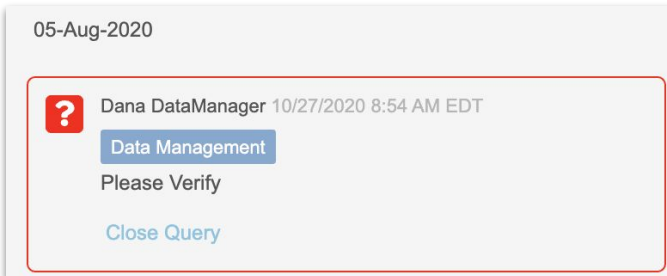 05-Aug-2020
?
Dana DataManager 10/27/2020 8:54 AM EDT
Data Management
Please Verify
Close Query